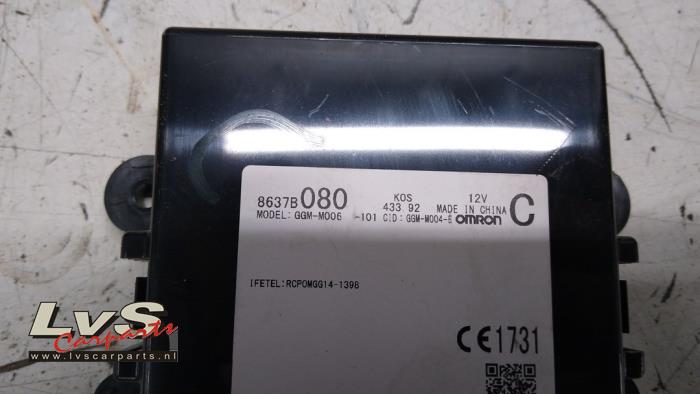 8637B080 KOS 12V
433.92 MADE IN CHINA C
MODEL: GGM-M006 -101 CID: GGM-M004-6 OMRON
IFETEL:RCPOMGG14-1398
CE1731
LvS
Carparts
www.lvscarparts.nl